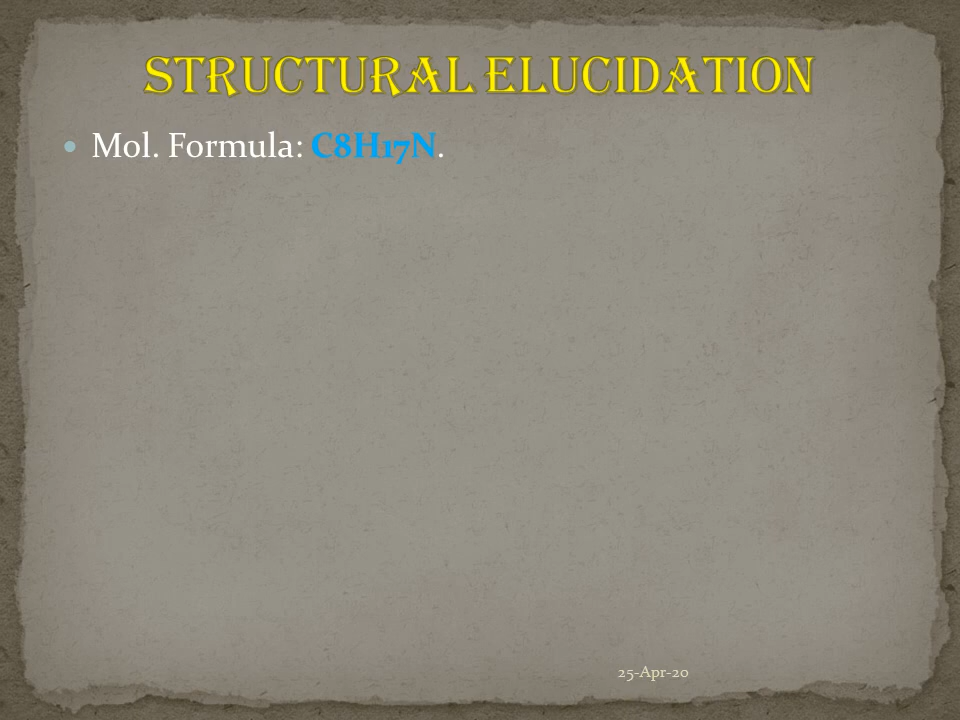 STRUCTURAL ELUCIDATION
• Mol. Formula: C8H17N.
25-Apr-20